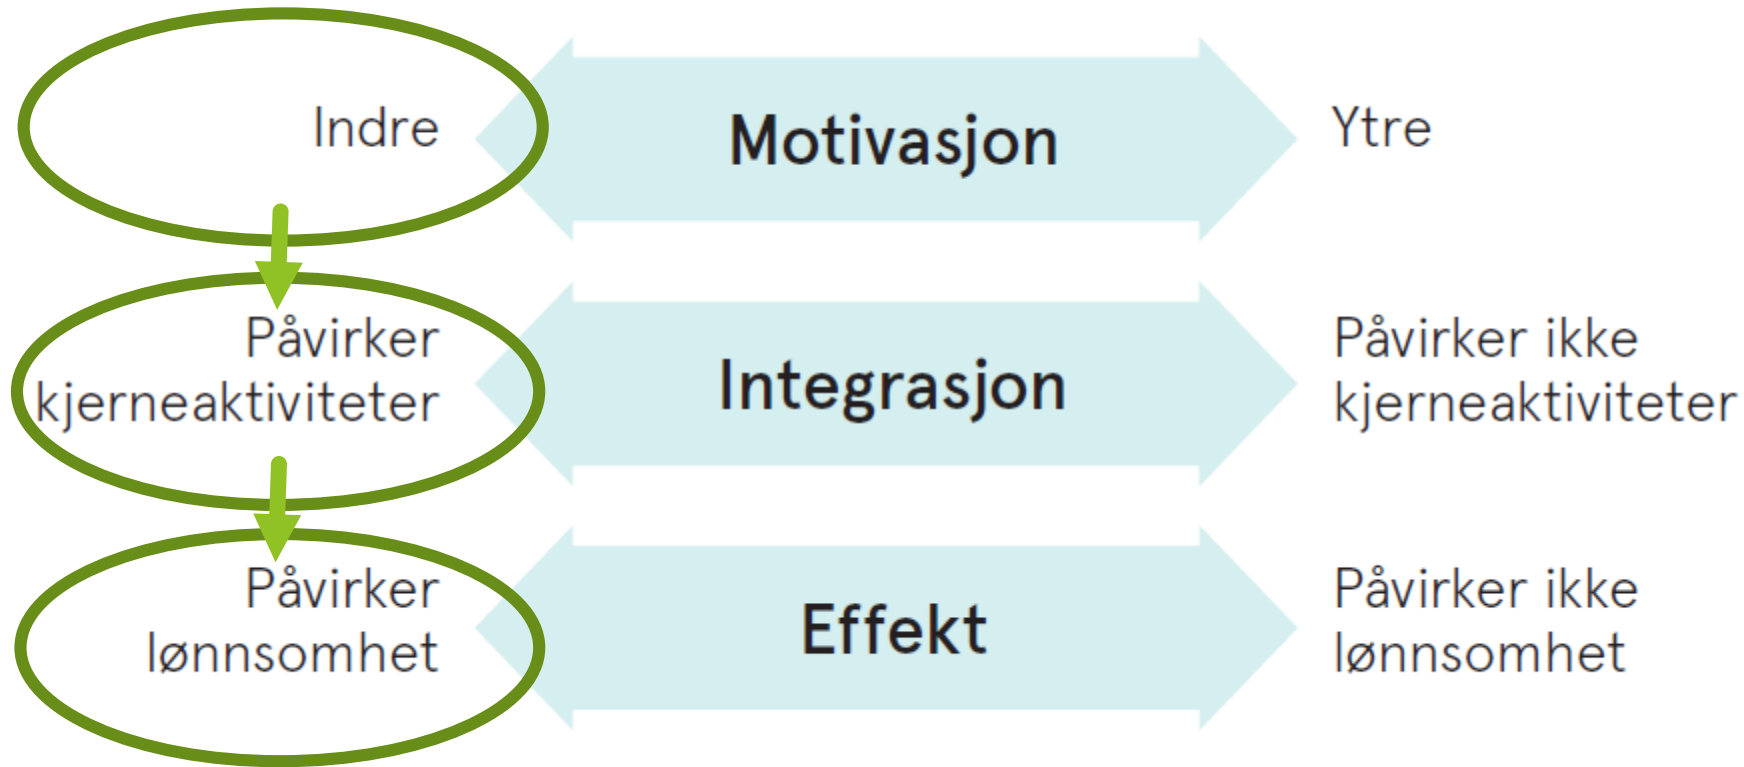 Indre
Motivasjon
Ytre
Påvirker
kjerneaktiviteter
Integrasjon
Påvirker ikke
kjerneaktiviteter
Påvirker
lønnsomhet
Effekt
Påvirker ikke
lønnsomhet